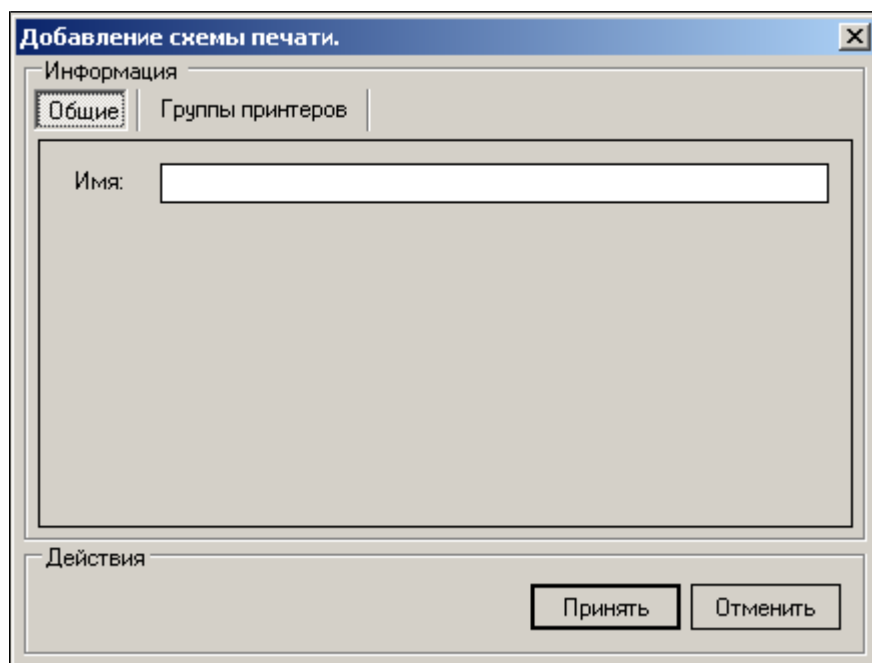 Добавление схемы печати.
Информация
Общие Группы принтеров
Имя:
Действия
Принять Отменить